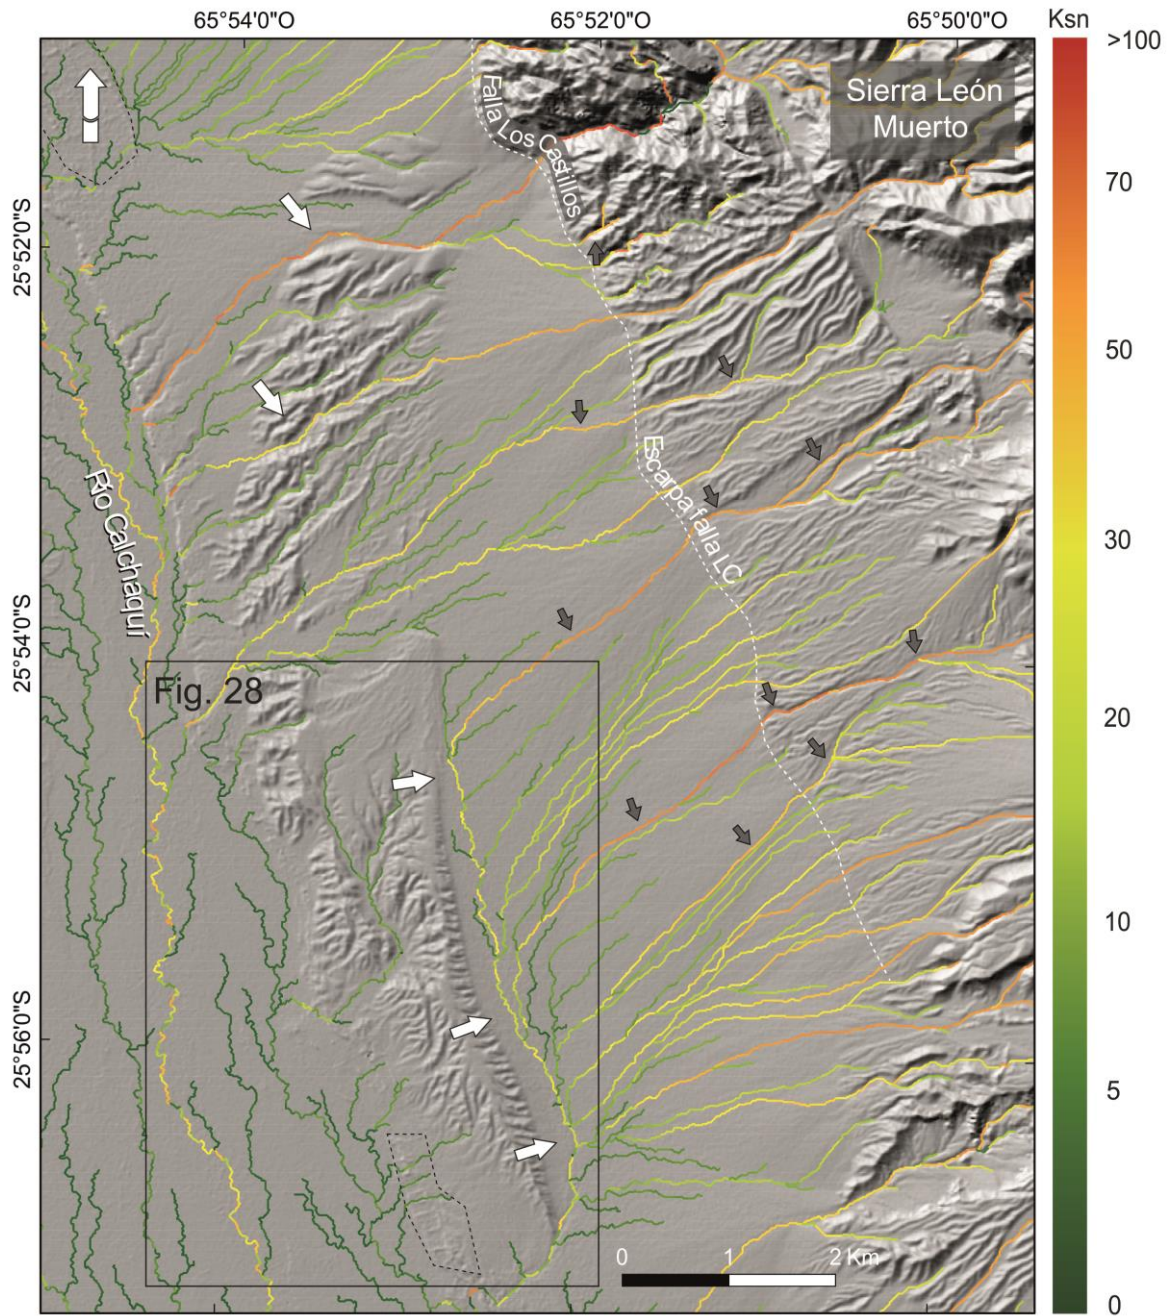 65°54'0"O
65°52'0"O
65°50'0"O
Ksn
>100
Sierra León
Muerto
Falla Los Castillos
70
25°52'0"S
50
Río Calchaquí
Escarpa falla LC
30
25°54'0"S
Fig. 28
20
10
25°56'0"S
5
0
1
2 Km
0